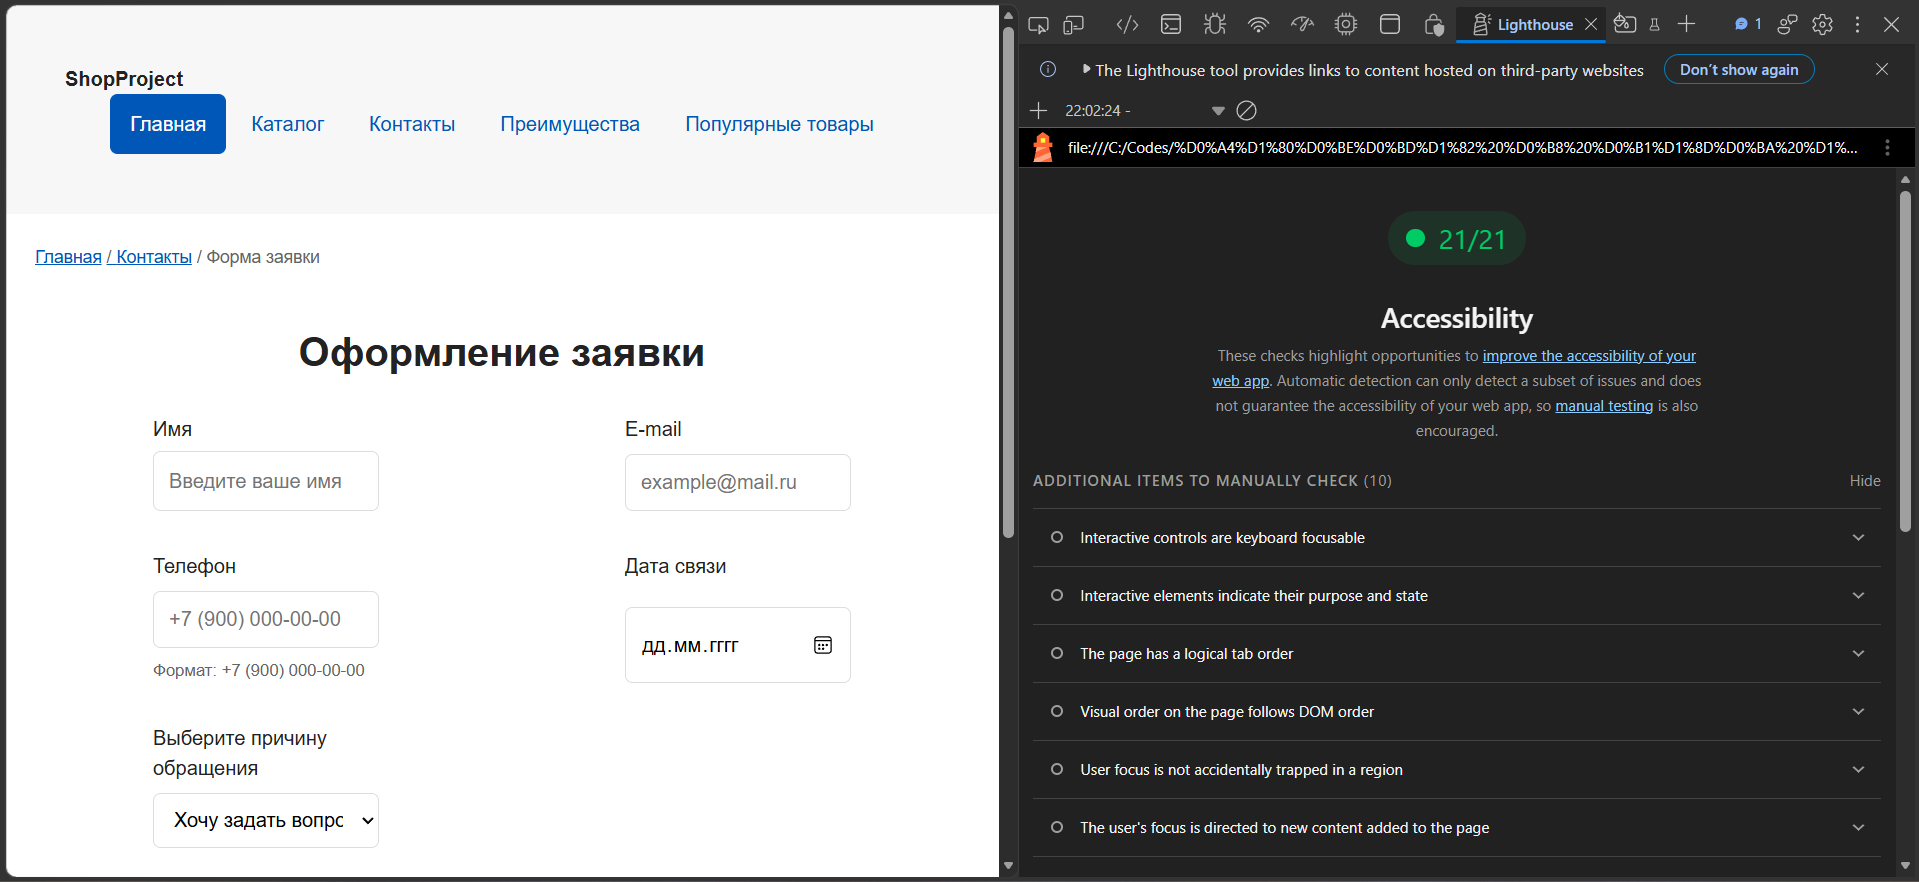 ShopProject
Главная
Каталог
Контакты
Преимущества
Популярные товары
Главная / Контакты / Форма заявки
Оформление заявки
Имя
Введите ваше имя
E-mail
example@mail.ru
Телефон
+7 (900) 000-00-00
Формат: +7 (900) 000-00-00
Дата связи
дд.мм.гггг
Выберите причину
обращения
Хочу задать вопрс
Lighthouse
1
The Lighthouse tool provides links to content hosted on third-party websites
Don't show again
22:02:24 -
file:///C:/Codes/%D0%A4%D1%80%D0%BE%D0%BD%D1%82%20%D0%B8%20%D0%B1%D1%8D%D0%BA%20%D1%...
21/21
Accessibility
These checks highlight opportunities to improve the accessibility of your
web app. Automatic detection can only detect a subset of issues and does
not guarantee the accessibility of your web app, so manual testing is also
encouraged.
ADDITIONAL ITEMS TO MANUALLY CHECK (10)
Hide
Interactive controls are keyboard focusable
Interactive elements indicate their purpose and state
The page has a logical tab order
Visual order on the page follows DOM order
User focus is not accidentally trapped in a region
The user's focus is directed to new content added to the page